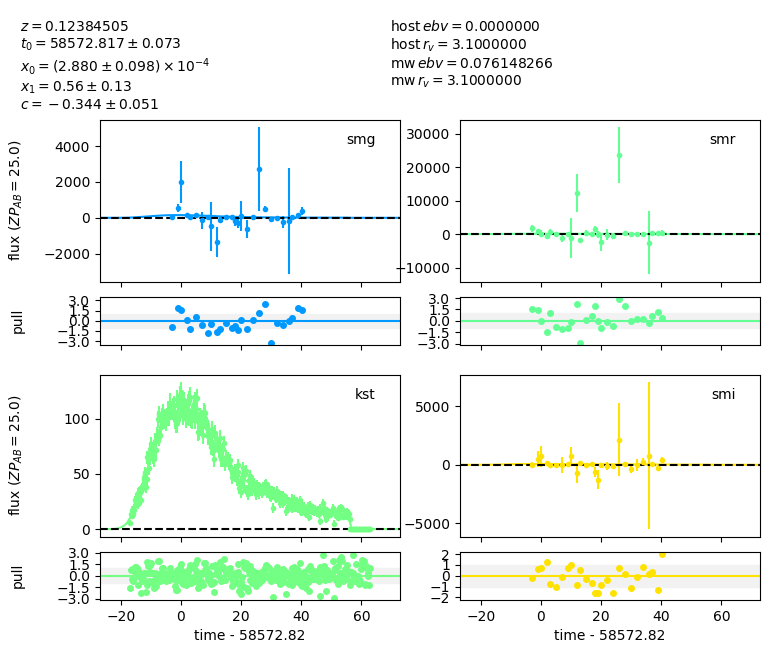 z = 0.12384505
t₀ = 58572.817 ± 0.073
x₀ = (2.880 ± 0.098) × 10⁻⁴
x₁ = 0.56 ± 0.13
c = −0.344 ± 0.051
host ebv = 0.0000000
host r_v = 3.1000000
mw ebv = 0.076148266
mw r_v = 3.1000000
smg
4000
2000
0
−2000
flux (ZP_AB = 25.0)
smr
30000
20000
10000
0
−10000
3.0
1.5
0.0
−1.5
−3.0
pull
3.0
1.5
0.0
−1.5
−3.0
kst
100
50
0
flux (ZP_AB = 25.0)
smi
5000
0
−5000
3.0
1.5
0.0
−1.5
−3.0
pull
2
1
0
−1
−2
−20 0 20 40 60
time - 58572.82
−20 0 20 40 60
time - 58572.82